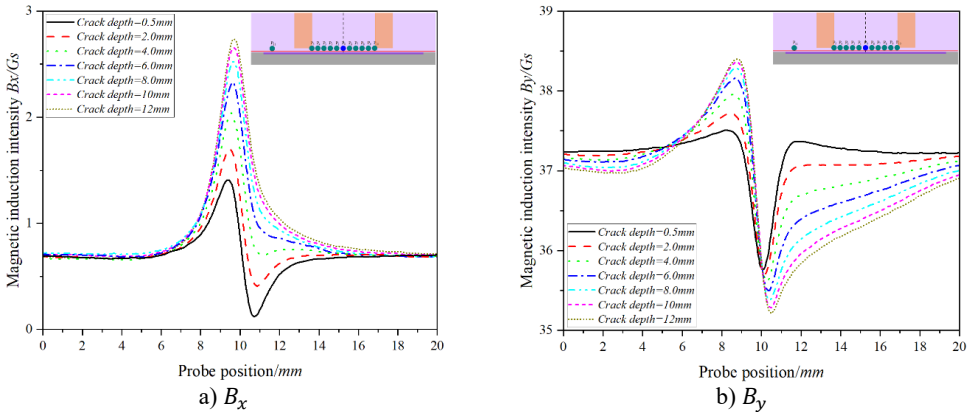 3
2
1
0
Magnetic induction intensity Bx/Gs
Crack depth=0.5mm
Crack depth=2.0mm
Crack depth=4.0mm
Crack depth=6.0mm
Crack depth=8.0mm
Crack depth=10mm
Crack depth=12mm
0 2 4 6 8 10 12 14 16 18 20
Probe position/mm
a) Bₓ
39
38
37
36
35
Magnetic induction intensity By/Gs
Crack depth=0.5mm
Crack depth=2.0mm
Crack depth=4.0mm
Crack depth=6.0mm
Crack depth=8.0mm
Crack depth=10mm
Crack depth=12mm
0 2 4 6 8 10 12 14 16 18 20
Probe position/mm
b) B_y